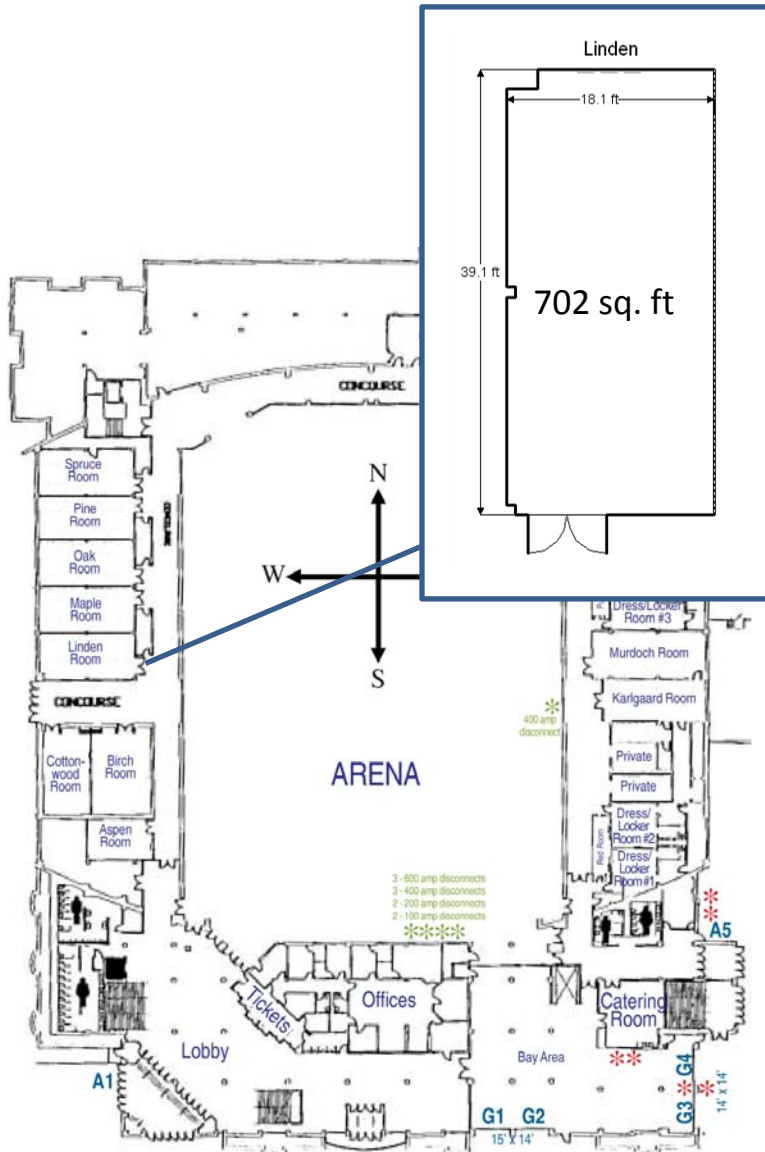 Linden
18.1 ft
39.1 ft
702 sq. ft
CONCOURSE
Spruce
Room
Pine
Room
Oak
Room
Maple
Room
Linden
Room
CONCOURSE
N
W
S
Dress/Locker
Room #3
Murdoch Room
Karlgaard Room
CONCOURSE
400 amp
disconnect
Cotton-
wood
Room
Birch
Room
Private
Private
ARENA
Aspen
Room
Red Room
Dress/
Locker
Room #2
Dress/
Locker
Room #1
3 - 600 amp disconnects
3 - 400 amp disconnects
2 - 200 amp disconnects
2 - 100 amp disconnects
A5
Tickets
Offices
Catering
Room
Lobby
Bay Area
A1
G4
G3
14' x 14'
G1
G2
15' x 14'